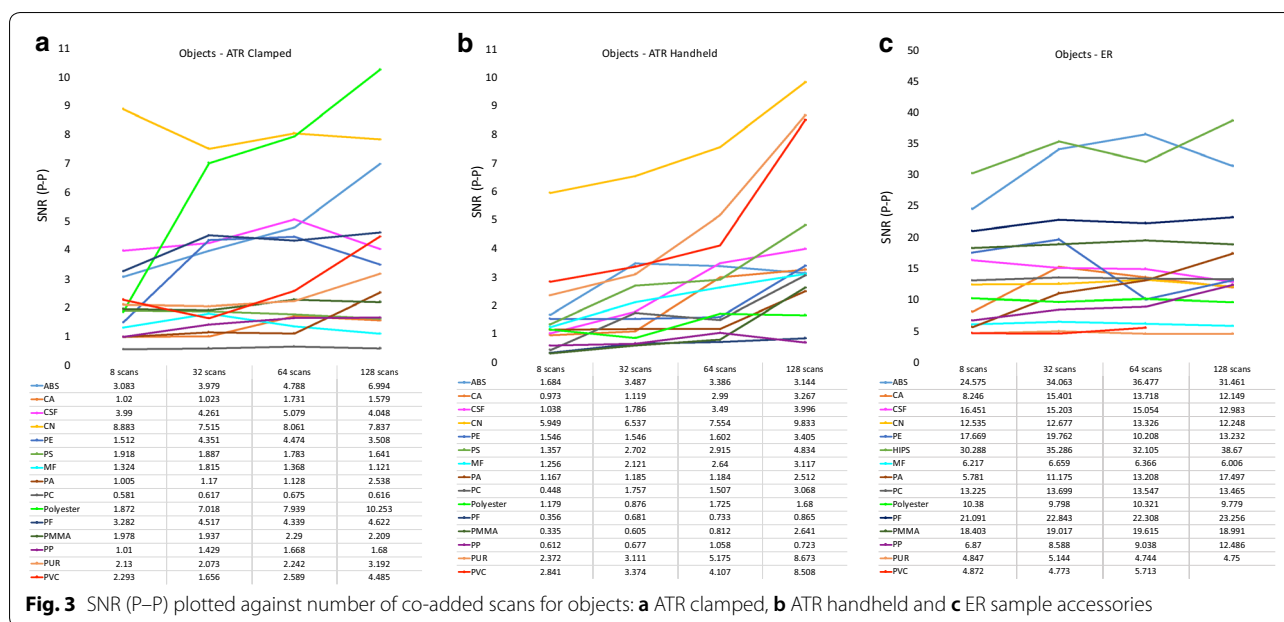 a
Objects - ATR Clamped
SNR (P-P)
11
10
9
8
7
6
5
4
3
2
1
0
8 scans 32 scans 64 scans 128 scans
ABS 3.083 3.979 4.788 6.994
CA 1.02 1.023 1.731 1.579
CSF 3.99 4.261 5.079 4.048
CN 8.883 7.515 8.061 7.837
PE 1.512 4.351 4.474 3.508
PS 1.918 1.887 1.783 1.641
MF 1.324 1.815 1.368 1.121
PA 1.005 1.17 1.128 2.538
PC 0.581 0.617 0.675 0.616
Polyester 1.872 7.018 7.939 10.253
PF 3.282 4.517 4.339 4.622
PMMA 1.978 1.937 2.29 2.209
PP 1.01 1.429 1.668 1.68
PUR 2.13 2.073 2.242 3.192
PVC 2.293 1.656 2.589 4.485
b
Objects - ATR Handheld
SNR (P-P)
11
10
9
8
7
6
5
4
3
2
1
0
8 scans 32 scans 64 scans 128 scans
ABS 1.684 3.487 3.386 3.144
CA 0.973 1.119 2.99 3.267
CSF 1.038 1.786 3.49 3.996
CN 5.949 6.537 7.554 9.833
PE 1.546 1.546 1.602 3.405
PS 1.357 2.702 2.915 4.834
MF 1.256 2.121 2.64 3.117
PA 1.167 1.185 1.184 2.512
PC 0.448 1.757 1.507 3.068
Polyester 1.179 0.876 1.725 1.68
PF 0.356 0.681 0.733 0.865
PMMA 0.335 0.605 0.812 2.641
PP 0.612 0.677 1.058 0.723
PUR 2.372 3.111 5.175 8.673
PVC 2.841 3.374 4.107 8.508
c
Objects - ER
SNR (P-P)
50
45
40
35
30
25
20
15
10
5
0
8 scans 32 scans 64 scans 128 scans
ABS 24.575 34.063 36.477 31.461
CA 8.246 15.401 13.718 12.149
CSF 16.451 15.203 15.054 12.983
CN 12.535 12.677 13.326 12.248
PE 17.669 19.762 10.208 13.232
HIPS 30.288 35.286 32.105 38.67
MF 6.217 6.659 6.366 6.006
PA 5.781 11.175 13.208 17.497
PC 13.225 13.699 13.547 13.465
Polyester 10.38 9.798 10.321 9.779
PF 21.091 22.843 22.308 23.256
PMMA 18.403 19.017 19.615 18.991
PP 6.87 8.588 9.038 12.486
PUR 4.847 5.144 4.744 4.75
PVC 4.872 4.773 5.713
Fig. 3 SNR (P–P) plotted against number of co-added scans for objects: a ATR clamped, b ATR handheld and c ER sample accessories